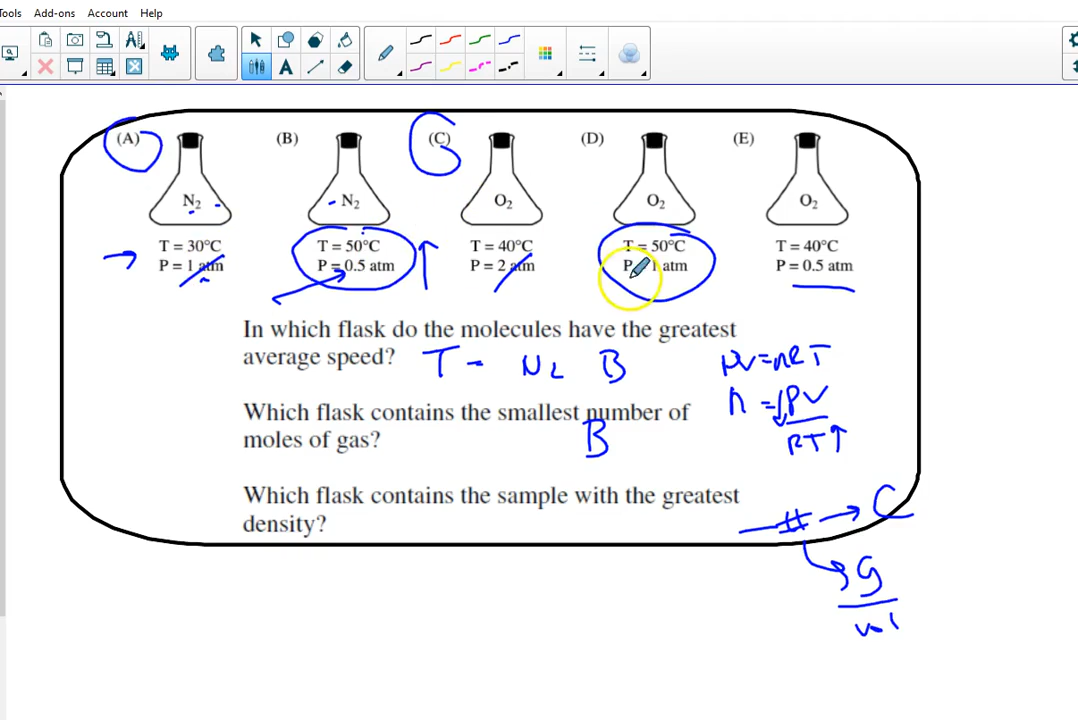 Tools Add-ons Account Help
(A) (B) (C) (D) (E)
N2 N2 O2 O2 O2
T = 30°C T = 50°C T = 40°C T = 50°C T = 40°C
P = 1 atm P = 0.5 atm P = 2 atm P 1 atm P = 0.5 atm
In which flask do the molecules have the greatest
average speed? T - N2 B
PV=nRT
Which flask contains the smallest number of
moles of gas? B
n = ↓PV
RT↑
Which flask contains the sample with the greatest
density?
# → C
g
vol